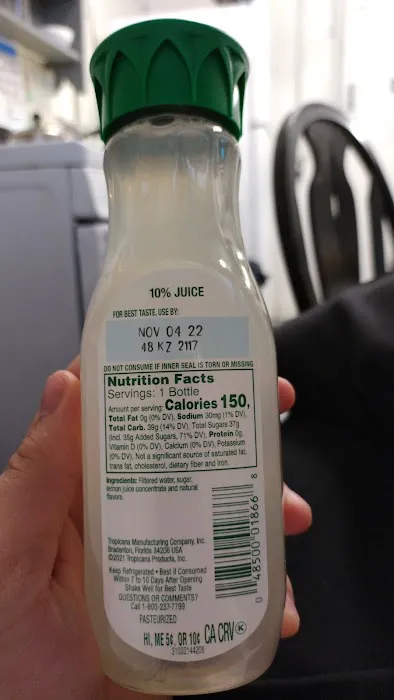 10% JUICE
FOR BEST TASTE, USE BY:
NOV 04 22
48 KZ 2117
DO NOT CONSUME IF INNER SEAL IS TORN OR MISSING
Nutrition Facts
Servings: 1 Bottle
Amount per serving: Calories 150,
Total Fat 0g (0% DV), Sodium 30mg (1% DV),
Total Carb. 39g (14% DV), Total Sugars 37g
(Incl. 35g Added Sugars, 71% DV), Protein 0g,
Vitamin D (0% DV), Calcium (0% DV), Potassium
(0% DV). Not a significant source of saturated fat,
trans fat, cholesterol, dietary fiber and iron.
Ingredients: Filtered water, sugar,
lemon juice concentrate and natural
flavors.
Tropicana Manufacturing Company, Inc.
Bradenton, Florida 34208 USA
©2021 Tropicana Products, Inc.
Keep Refrigerated • Best if Consumed
Within 7 to 10 Days After Opening
Shake Well for Best Taste
QUESTIONS OR COMMENTS?
Call 1-800-237-7799
PASTEURIZED
HI, ME 5¢, OR 10¢ CA CRV K
31002144206
0 48500 01866 8